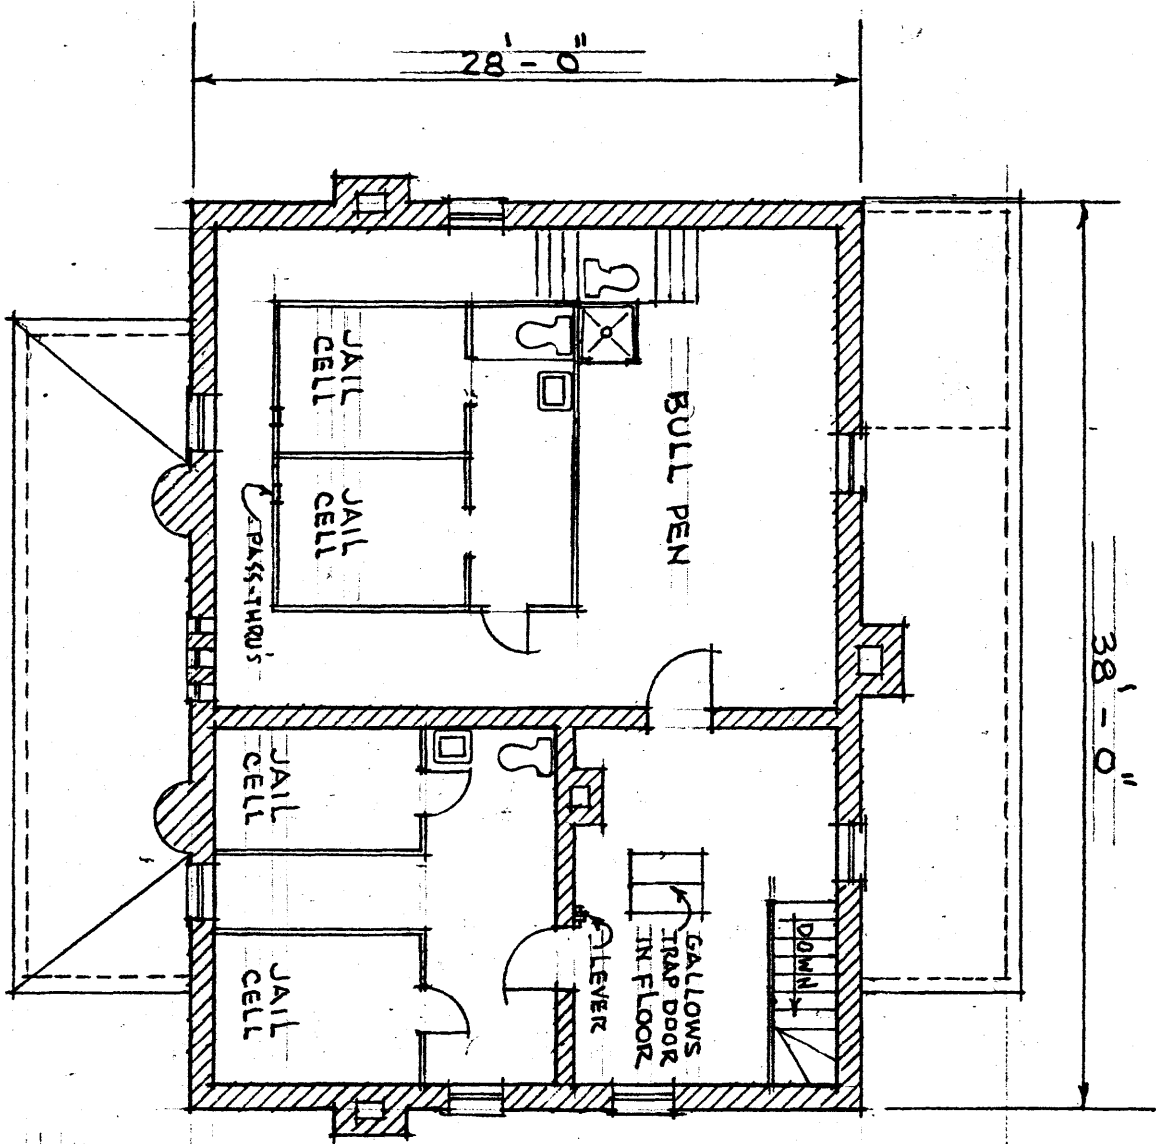 28'-0"
38'-0"
JAIL
CELL
JAIL
CELL
BULL PEN
PASS-THRU'S
JAIL
CELL
JAIL
CELL
LEVER
GALLOWS
TRAP DOOR
IN FLOOR
DOWN